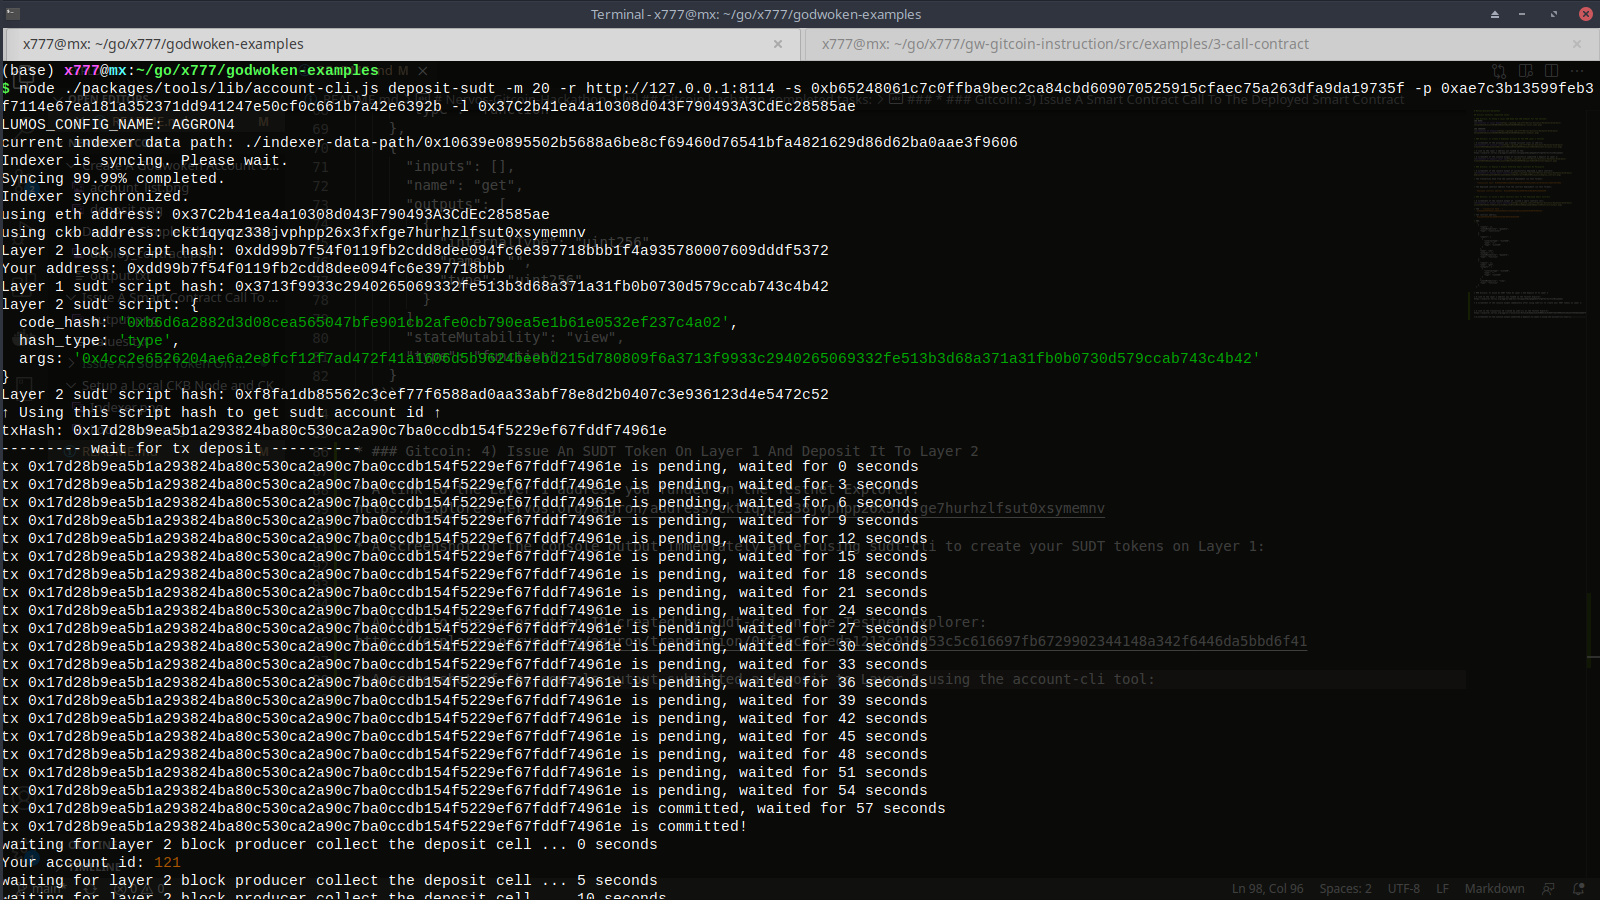 Terminal - x777@mx: ~/go/x777/godwoken-examples
x777@mx: ~/go/x777/godwoken-examples
x777@mx: ~/go/x777/gw-gitcoin-instruction/src/examples/3-call-contract
(base) x777@mx:~/go/x777/godwoken-examples
$ node ./packages/tools/lib/account-cli.js deposit-sudt -m 20 -r http://127.0.0.1:8114 -s 0xb65248061c7c0ffba9bec2ca84cbd609070525915cfaec75a263dfa9da19735f -p 0xae7c3b13599feb3
f7114e67efed81a352371dd941247e50cf0c661b7a42e6392b -l 0x37C2b41ea4a10308d043F790493A3CdEc28585ae
LUMOS_CONFIG_NAME: AGGRON4
current indexer data path: ./indexer-data-path/0x10639e0895502b5688a6be8cf69460d76541bfa4821629d86d62ba0aae3f9606
Indexer is syncing. Please wait.
Syncing 99.99% completed.
Indexer synchronized.
using eth address: 0x37C2b41ea4a10308d043F790493A3CdEc28585ae
using ckb address: ckt1qyqz338jvphpp26x3fxfge7hurhzlfsut0xsymemnv
Layer 2 lock script hash: 0xdd99b7f54f0119fb2cdd8dee094fc6e397718bbb1f4a935780007609dddf5372
Your address: 0xdd99b7f54f0119fb2cdd8dee094fc6e397718bbb
Layer 1 sudt script hash: 0x3713f9933c2940265069332fe513b3d68a371a31fb0b0730d579ccab743c4b42
layer 2 sudt script: {
code_hash: '0xb6d6a2882d3d08cea565047bfe901cb2afe0cb790ea5e1b61e0532ef237c4a02',
hash_type: 'type',
args: '0x4cc2e6526204ae6a2e8fcf12f7ad472f41a1606d5b9624beebd215d780809f6a3713f9933c2940265069332fe513b3d68a371a31fb0b0730d579ccab743c4b42'
}
Layer 2 sudt script hash: 0xf8fa1db85562c3cef77f6588ad0aa33abf78e8d2b0407c3e936123d4e5472c52
↑ Using this script hash to get sudt account id ↑
txHash: 0x17d28b9ea5b1a293824ba80c530ca2a90c7ba0ccdb154f5229ef67fddf74961e
--------- wait for tx deposit ----------
tx 0x17d28b9ea5b1a293824ba80c530ca2a90c7ba0ccdb154f5229ef67fddf74961e is pending, waited for 0 seconds
tx 0x17d28b9ea5b1a293824ba80c530ca2a90c7ba0ccdb154f5229ef67fddf74961e is pending, waited for 3 seconds
tx 0x17d28b9ea5b1a293824ba80c530ca2a90c7ba0ccdb154f5229ef67fddf74961e is pending, waited for 6 seconds
tx 0x17d28b9ea5b1a293824ba80c530ca2a90c7ba0ccdb154f5229ef67fddf74961e is pending, waited for 9 seconds
tx 0x17d28b9ea5b1a293824ba80c530ca2a90c7ba0ccdb154f5229ef67fddf74961e is pending, waited for 12 seconds
tx 0x17d28b9ea5b1a293824ba80c530ca2a90c7ba0ccdb154f5229ef67fddf74961e is pending, waited for 15 seconds
tx 0x17d28b9ea5b1a293824ba80c530ca2a90c7ba0ccdb154f5229ef67fddf74961e is pending, waited for 18 seconds
tx 0x17d28b9ea5b1a293824ba80c530ca2a90c7ba0ccdb154f5229ef67fddf74961e is pending, waited for 21 seconds
tx 0x17d28b9ea5b1a293824ba80c530ca2a90c7ba0ccdb154f5229ef67fddf74961e is pending, waited for 24 seconds
tx 0x17d28b9ea5b1a293824ba80c530ca2a90c7ba0ccdb154f5229ef67fddf74961e is pending, waited for 27 seconds
tx 0x17d28b9ea5b1a293824ba80c530ca2a90c7ba0ccdb154f5229ef67fddf74961e is pending, waited for 30 seconds
tx 0x17d28b9ea5b1a293824ba80c530ca2a90c7ba0ccdb154f5229ef67fddf74961e is pending, waited for 33 seconds
tx 0x17d28b9ea5b1a293824ba80c530ca2a90c7ba0ccdb154f5229ef67fddf74961e is pending, waited for 36 seconds
tx 0x17d28b9ea5b1a293824ba80c530ca2a90c7ba0ccdb154f5229ef67fddf74961e is pending, waited for 39 seconds
tx 0x17d28b9ea5b1a293824ba80c530ca2a90c7ba0ccdb154f5229ef67fddf74961e is pending, waited for 42 seconds
tx 0x17d28b9ea5b1a293824ba80c530ca2a90c7ba0ccdb154f5229ef67fddf74961e is pending, waited for 45 seconds
tx 0x17d28b9ea5b1a293824ba80c530ca2a90c7ba0ccdb154f5229ef67fddf74961e is pending, waited for 48 seconds
tx 0x17d28b9ea5b1a293824ba80c530ca2a90c7ba0ccdb154f5229ef67fddf74961e is pending, waited for 51 seconds
tx 0x17d28b9ea5b1a293824ba80c530ca2a90c7ba0ccdb154f5229ef67fddf74961e is pending, waited for 54 seconds
tx 0x17d28b9ea5b1a293824ba80c530ca2a90c7ba0ccdb154f5229ef67fddf74961e is committed, waited for 57 seconds
tx 0x17d28b9ea5b1a293824ba80c530ca2a90c7ba0ccdb154f5229ef67fddf74961e is committed!
waiting for layer 2 block producer collect the deposit cell ... 0 seconds
Your account id: 121
waiting for layer 2 block producer collect the deposit cell ... 5 seconds
waiting for layer 2 block producer collect the deposit cell ... 10 seconds
Ln 98, Col 96 Spaces: 2 UTF-8 LF Markdown